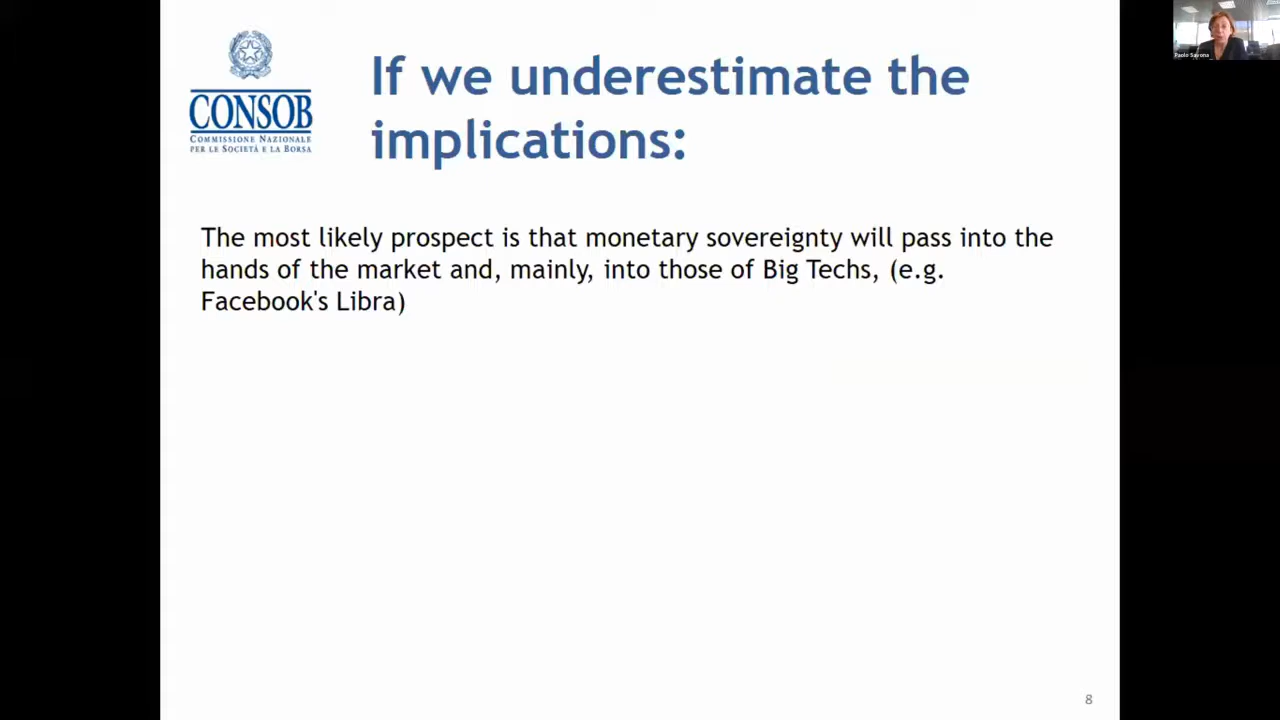 CONSOB
COMMISSIONE NAZIONALE
PER LE SOCIETÀ E LA BORSA
If we underestimate the
implications:
The most likely prospect is that monetary sovereignty will pass into the
hands of the market and, mainly, into those of Big Techs, (e.g.
Facebook's Libra)
Paolo Savona
8